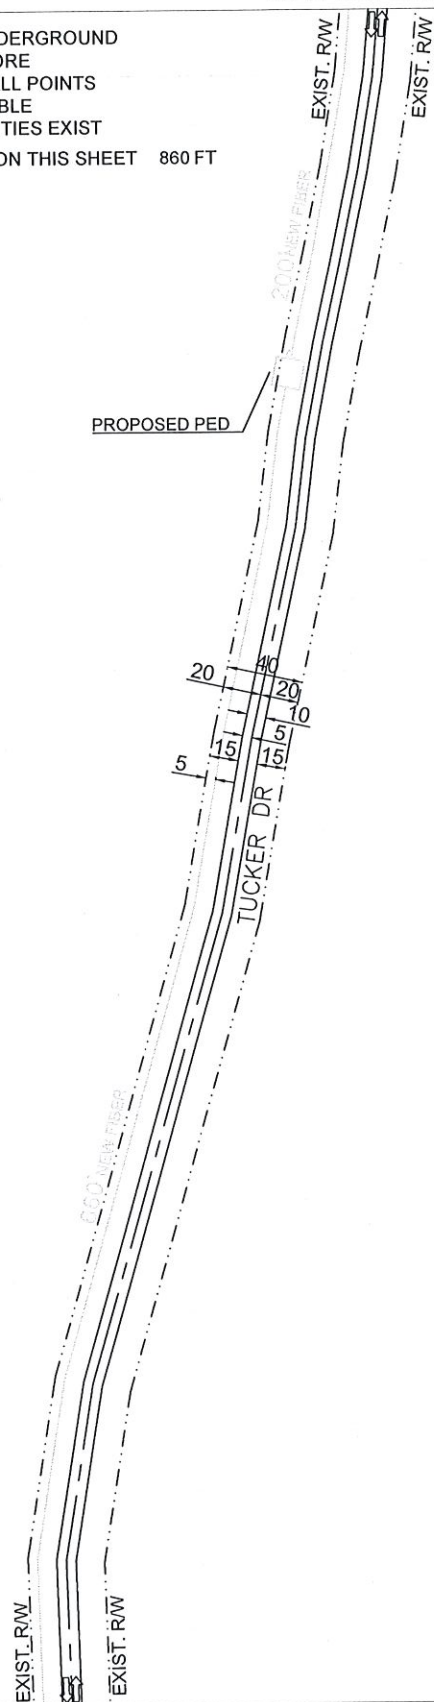 DERGROUND
ORE
LL POINTS
BLE
TIES EXIST
ON THIS SHEET 860 FT
EXIST. R/W
EXIST. R/W
200' NEW FIBER
PROPOSED PED
40
20
20
10
5
15
15
5
TUCKER DR
660' NEW FIBER
EXIST. R/W
EXIST. R/W